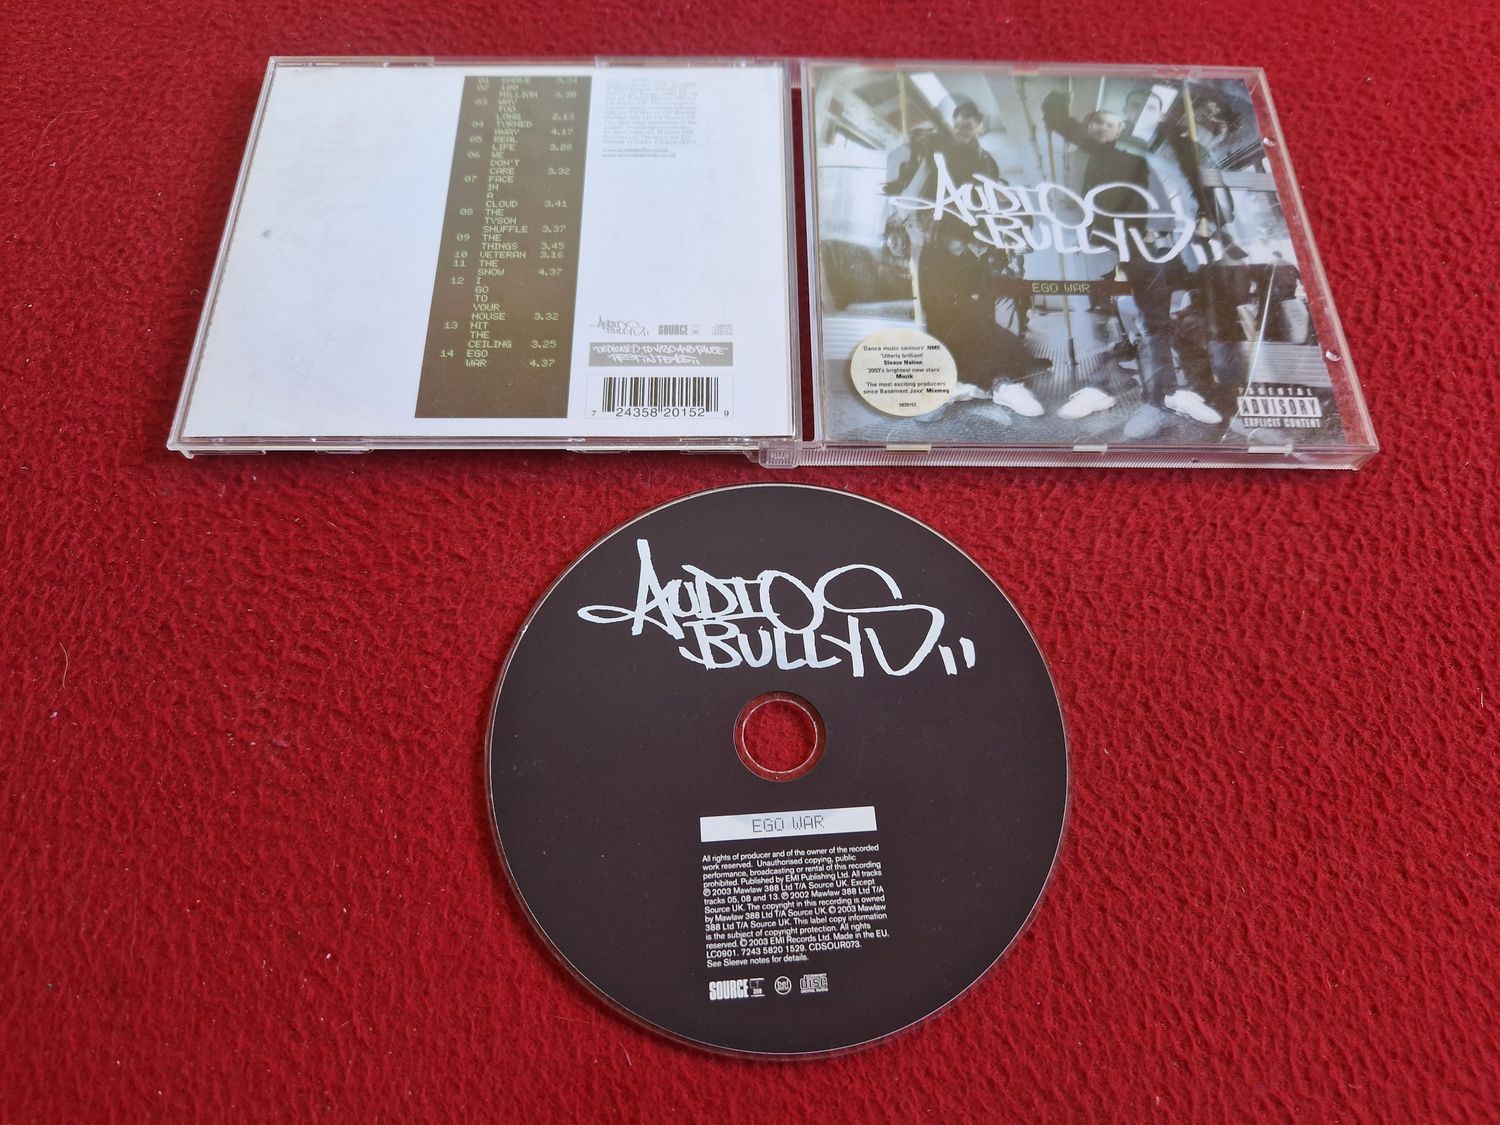 01 SHAKE 3.34
02 100
MILLION 3.30
03 WAY
TOO
LONG 2.13
04 TURNED
AWAY 4.17
05 REAL
LIFE 3.28
06 WE
DON'T
CARE 3.32
07 FACE
IN
A
CLOUD 3.41
08 THE
TYSON
SHUFFLE 3.37
09 THE
THINGS 3.45
10 VETERAN 3.16
11 THE
SNOW 4.37
12 I
GO
TO
YOUR
HOUSE 3.32
13 HIT
THE
CEILING 3.25
14 EGO
WAR 4.37
www.audiobullys.co.uk
AUDIO
BULLYS
SOURCE
DEDICATED TO 4130 AND PAUSE
REST IN PEACE
7 24358 20152 9
AUDIO
BULLYS
EGO WAR
'Dance music saviours' NME
'Utterly brilliant'
Sleaze Nation
'2003's brightest new stars'
Muzik
'The most exciting producers
since Basement Jaxx' Mixmag
5820152
PARENTAL
ADVISORY
EXPLICIT CONTENT
AUDIO
BULLYS
EGO WAR
All rights of producer and of the owner of the recorded
work reserved. Unauthorised copying, public
performance, broadcasting or rental of this recording
prohibited. Published by EMI Publishing Ltd. All tracks
℗ 2003 Mawlaw 388 Ltd T/A Source UK. Except
tracks 05, 08 and 13. ℗ 2002 Mawlaw 388 Ltd T/A
Source UK. The copyright in this recording is owned
by Mawlaw 388 Ltd T/A Source UK. © 2003 Mawlaw
388 Ltd T/A Source UK. This label copy information
is the subject of copyright protection. All rights
reserved. © 2003 EMI Records Ltd. Made in the EU.
LC0901. 7243 5820 1529. CDSOUR073.
See Sleeve notes for details.
SOURCE
COMPACT
disc
DIGITAL AUDIO